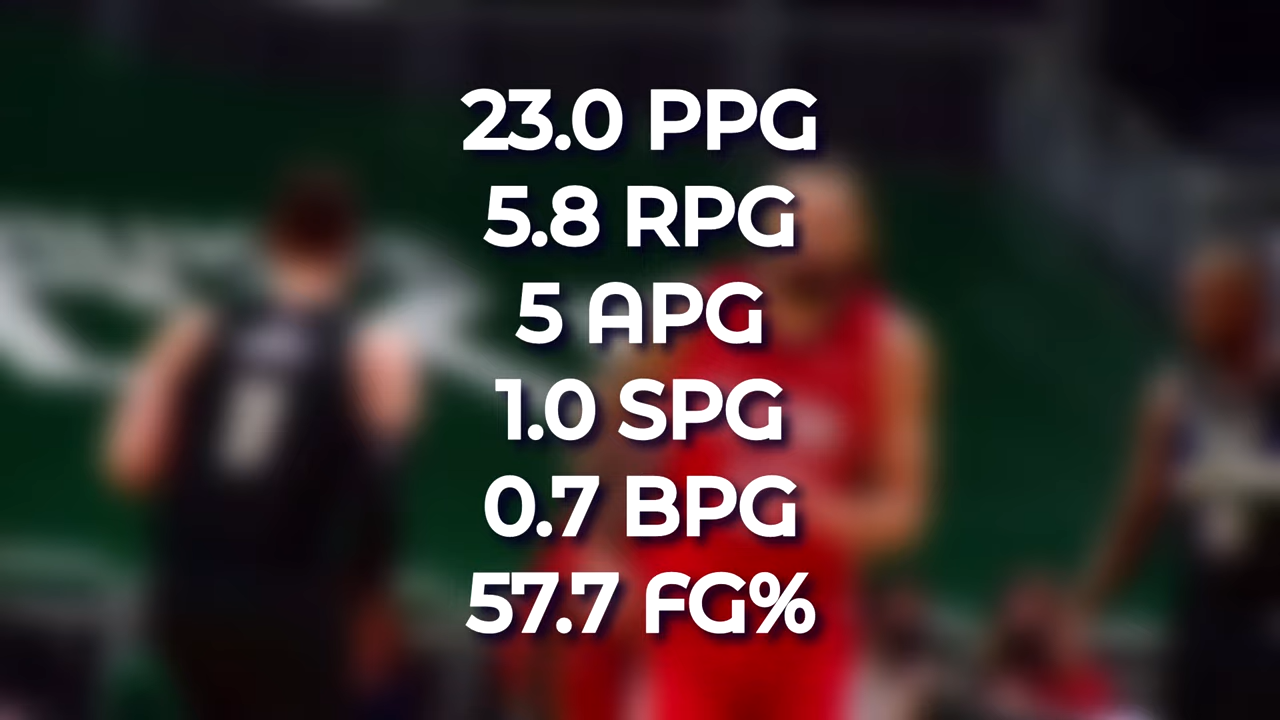 23.0 PPG
5.8 RPG
5 APG
1.0 SPG
0.7 BPG
57.7 FG%